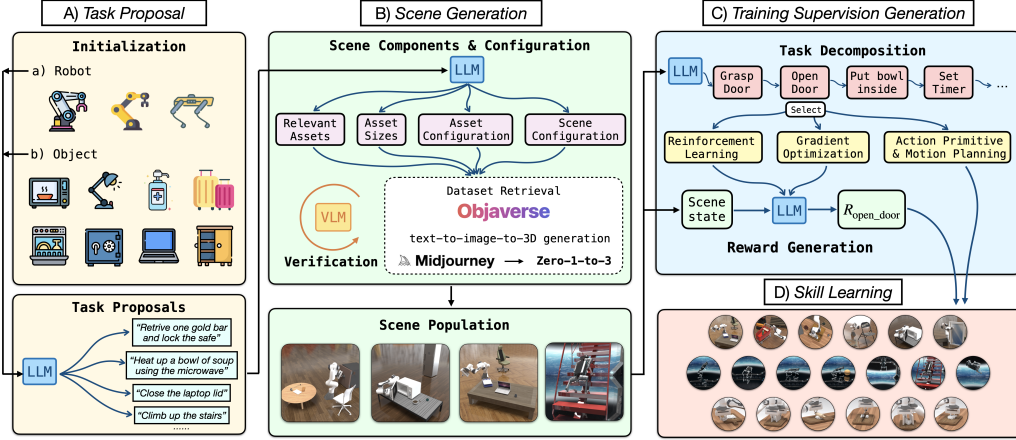 A) Task Proposal
Initialization
a) Robot
b) Object
Task Proposals
LLM
“Retrive one gold bar
and lock the safe”
“Heat up a bowl of soup
using the microwave”
“Close the laptop lid”
“Climb up the stairs”
......
B) Scene Generation
Scene Components & Configuration
LLM
Relevant
Assets
Asset
Sizes
Asset
Configuration
Scene
Configuration
VLM
Verification
Dataset Retrieval
Objaverse
text-to-image-to-3D generation
Midjourney
Zero-1-to-3
Scene Population
C) Training Supervision Generation
Task Decomposition
LLM
Grasp
Door
Open
Door
Put bowl
inside
Set
Timer
...
Select
Reinforcement
Learning
Gradient
Optimization
Action Primitive
& Motion Planning
Scene
state
LLM
Ropen_door
Reward Generation
D) Skill Learning